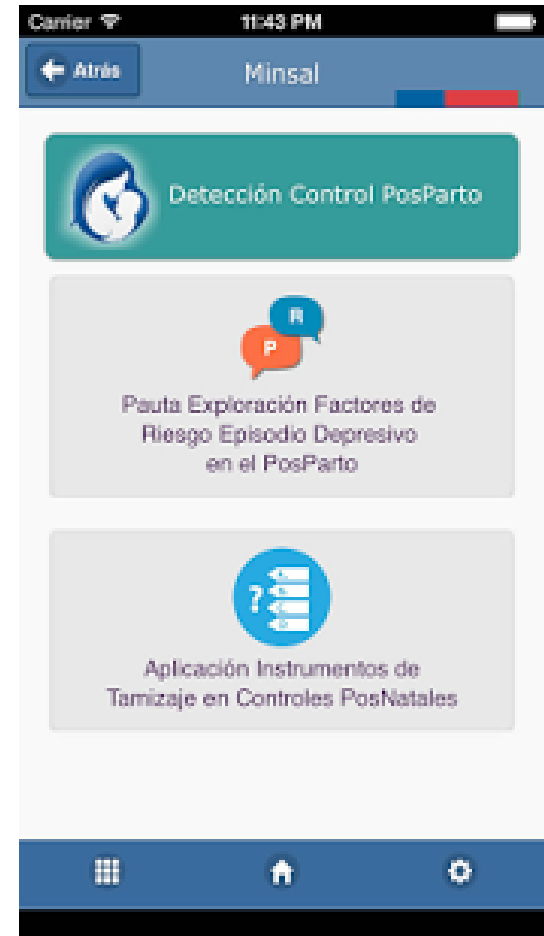 Carrier 11:43 PM
Atrás Minsal
Detección Control PosParto
R
P
Pauta Exploración Factores de
Riesgo Episodio Depresivo
en el PosParto
?
Aplicación Instrumentos de
Tamizaje en Controles PosNatales